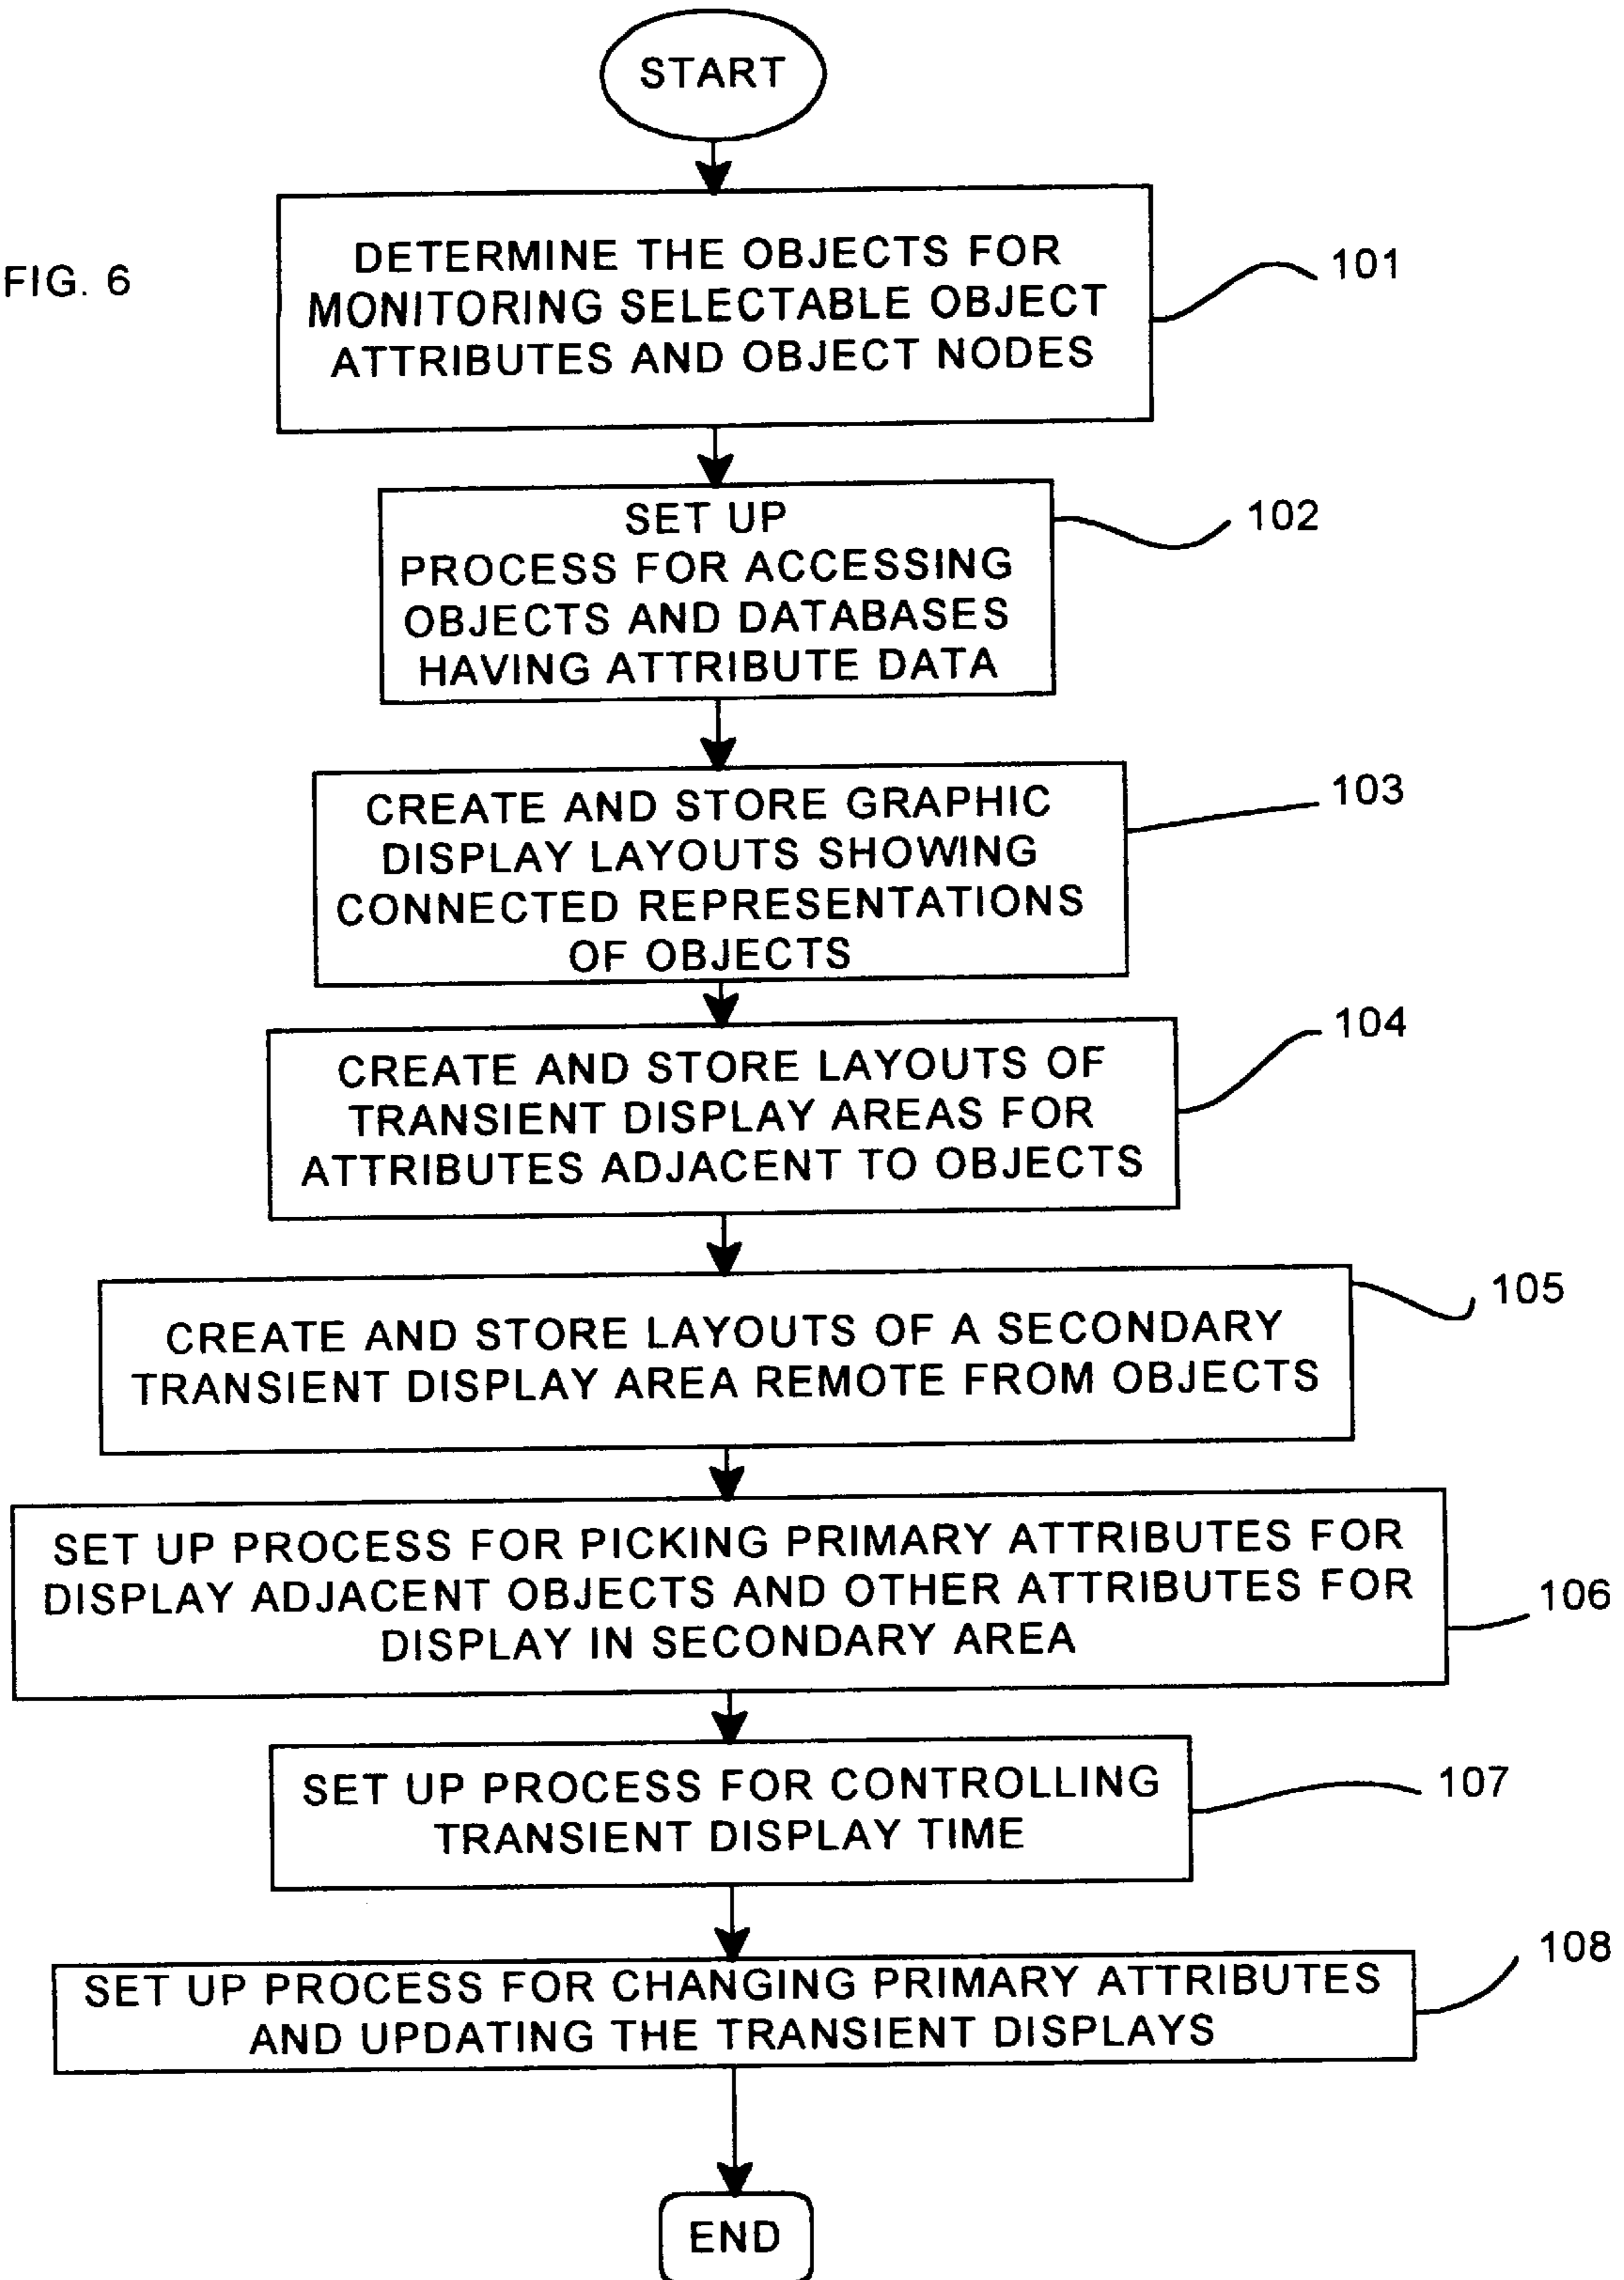 START
FIG. 6
DETERMINE THE OBJECTS FOR
MONITORING SELECTABLE OBJECT
ATTRIBUTES AND OBJECT NODES
101
SET UP
PROCESS FOR ACCESSING
OBJECTS AND DATABASES
HAVING ATTRIBUTE DATA
102
CREATE AND STORE GRAPHIC
DISPLAY LAYOUTS SHOWING
CONNECTED REPRESENTATIONS
OF OBJECTS
103
CREATE AND STORE LAYOUTS OF
TRANSIENT DISPLAY AREAS FOR
ATTRIBUTES ADJACENT TO OBJECTS
104
CREATE AND STORE LAYOUTS OF A SECONDARY
TRANSIENT DISPLAY AREA REMOTE FROM OBJECTS
105
SET UP PROCESS FOR PICKING PRIMARY ATTRIBUTES FOR
DISPLAY ADJACENT OBJECTS AND OTHER ATTRIBUTES FOR
DISPLAY IN SECONDARY AREA
106
SET UP PROCESS FOR CONTROLLING
TRANSIENT DISPLAY TIME
107
SET UP PROCESS FOR CHANGING PRIMARY ATTRIBUTES
AND UPDATING THE TRANSIENT DISPLAYS
108
END